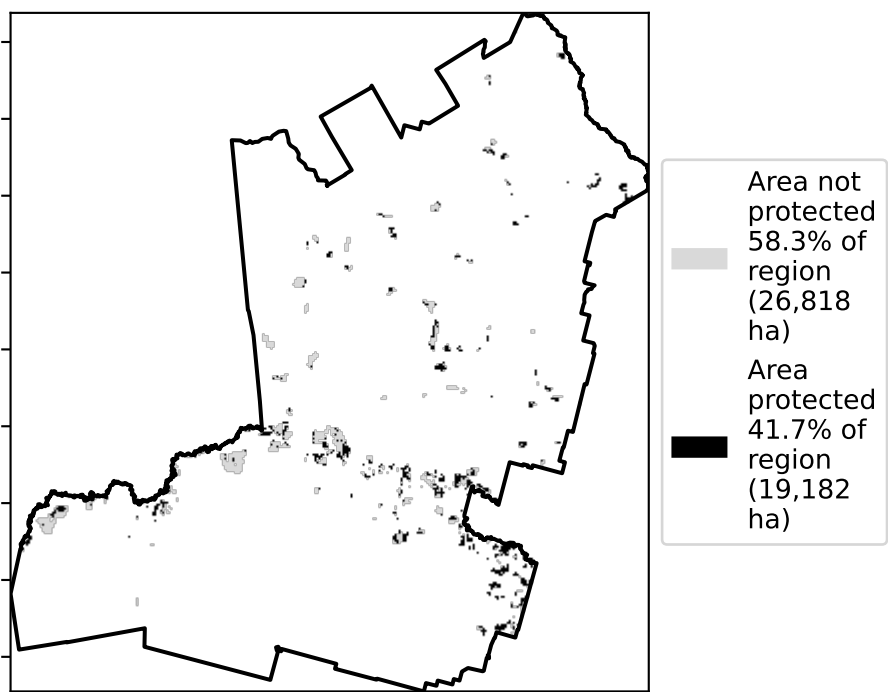 Area not
protected
58.3% of
region
(26,818
ha)
Area
protected
41.7% of
region
(19,182
ha)